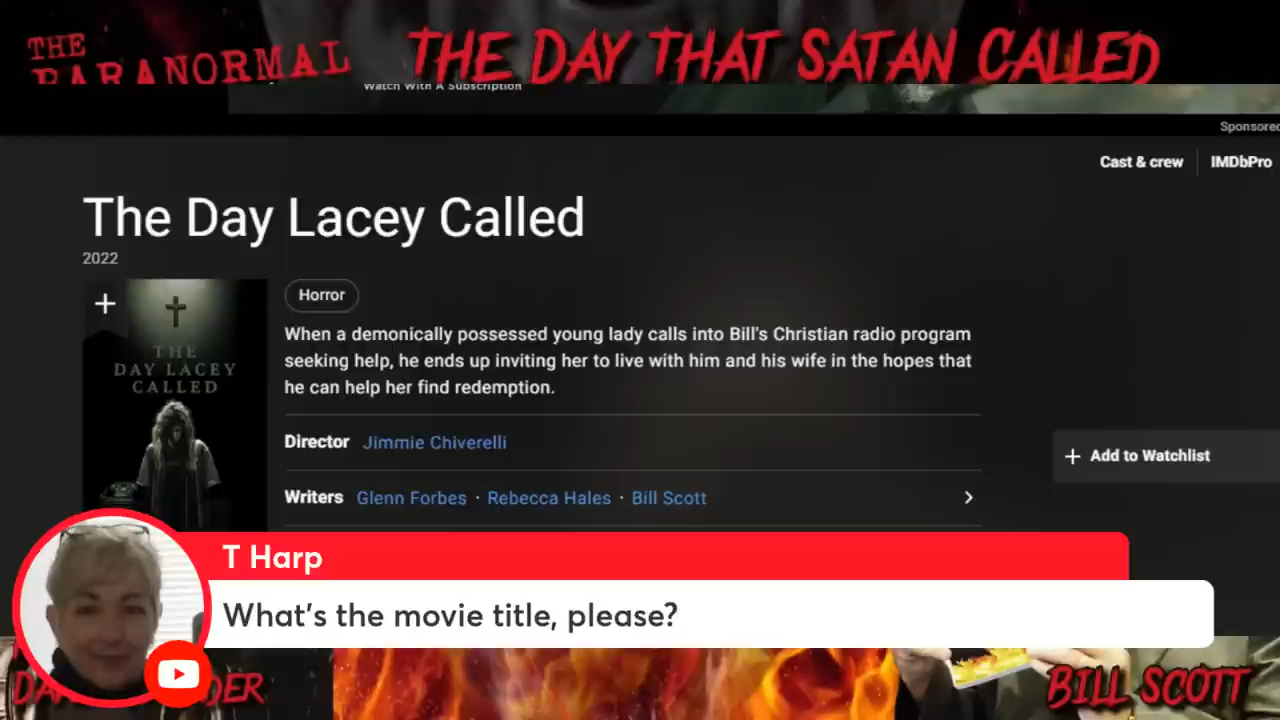 THE
PARANORMAL
THE DAY THAT SATAN CALLED
Watch With A Subscription
Sponsored
Cast & crew
IMDbPro
The Day Lacey Called
2022
Horror
THE
DAY LACEY
CALLED
When a demonically possessed young lady calls into Bill's Christian radio program
seeking help, he ends up inviting her to live with him and his wife in the hopes that
he can help her find redemption.
Director Jimmie Chiverelli
+ Add to Watchlist
Writers Glenn Forbes · Rebecca Hales · Bill Scott
T Harp
What's the movie title, please?
BILL SCOTT